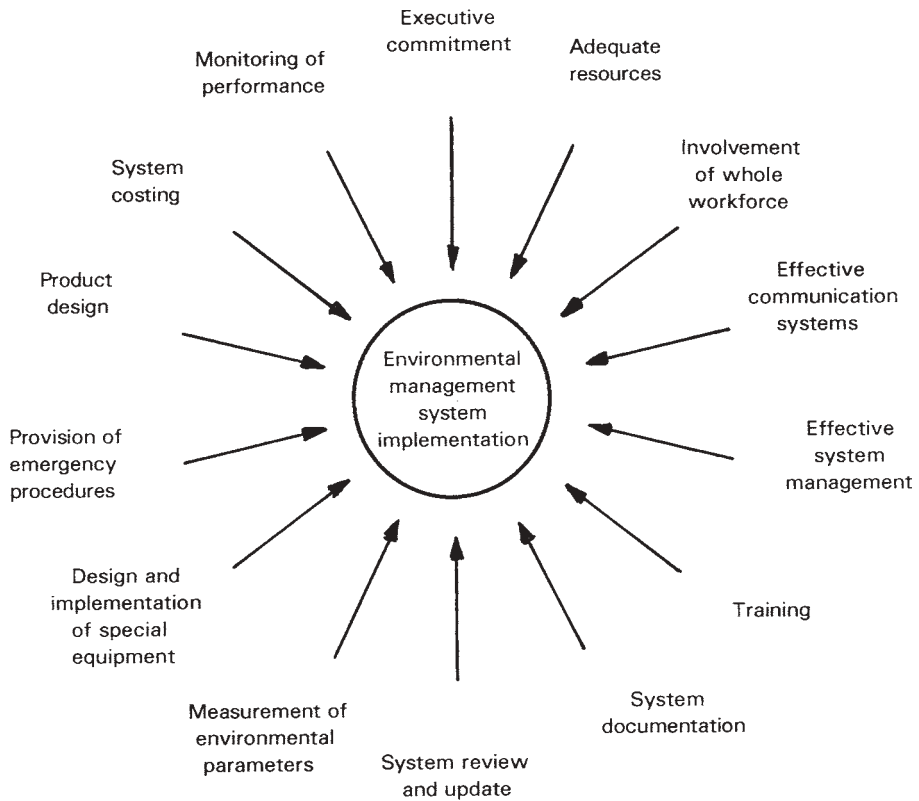 Executive
commitment
Adequate
resources
Involvement
of whole
workforce
Effective
communication
systems
Effective
system
management
Training
System
documentation
System review
and update
Measurement of
environmental
parameters
Design and
implementation
of special
equipment
Provision of
emergency
procedures
Product
design
System
costing
Monitoring of
performance
Environmental
management
system
implementation